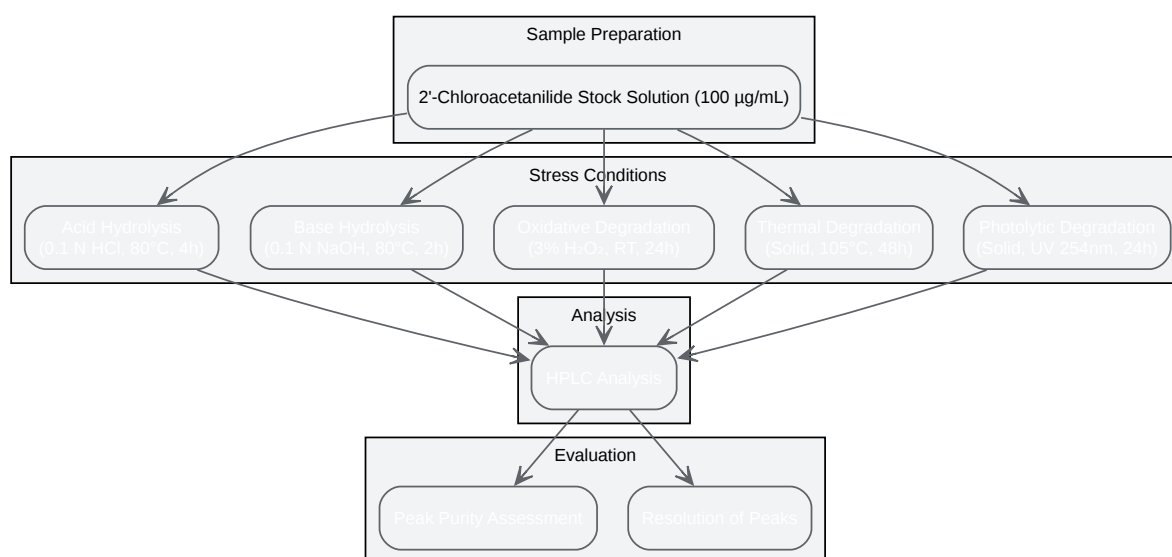 Sample Preparation
2'-Chloroacetanilide Stock Solution (100 µg/mL)
Stress Conditions
Acid Hydrolysis
(0.1 N HCl, 80°C, 4h)
Base Hydrolysis
(0.1 N NaOH, 80°C, 2h)
Oxidative Degradation
(3% H₂O₂, RT, 24h)
Thermal Degradation
(Solid, 105°C, 48h)
Photolytic Degradation
(Solid, UV 254nm, 24h)
Analysis
HPLC Analysis
Evaluation
Peak Purity Assessment
Resolution of Peaks